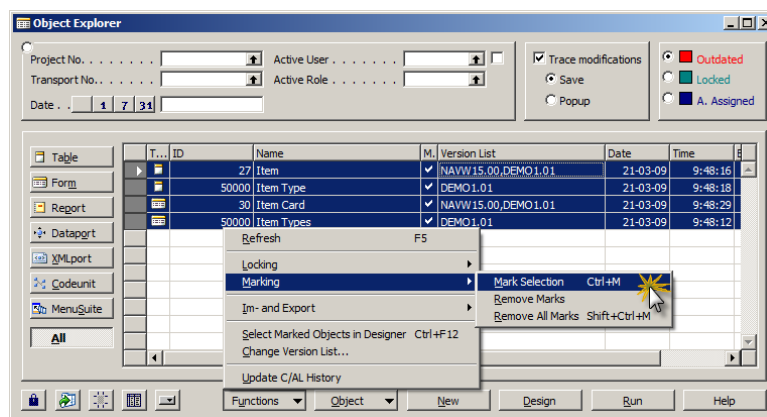 Object Explorer
Project No. . . . . . . . Active User . . . . . . . Trace modifications Outdated
Transport No.. . . . . . Active Role . . . . . . . . Save Locked
Date . . 1 7 31 Popup A. Assigned
T... ID Name M. Version List Date Time
Table 27 Item NAVW15.00,DEMO1.01 21-03-09 9:48:16
Form 50000 Item Type DEMO1.01 21-03-09 9:48:18
Report 30 Item Card NAVW15.00,DEMO1.01 21-03-09 9:48:29
Dataport 50000 Item Types DEMO1.01 21-03-09 9:48:12
XMLport
Codeunit
MenuSuite
All
Refresh F5
Locking
Marking
Im- and Export
Select Marked Objects in Designer Ctrl+F12
Change Version List...
Update C/AL History
Mark Selection Ctrl+M
Remove Marks
Remove All Marks Shift+Ctrl+M
Functions Object New Design Run Help